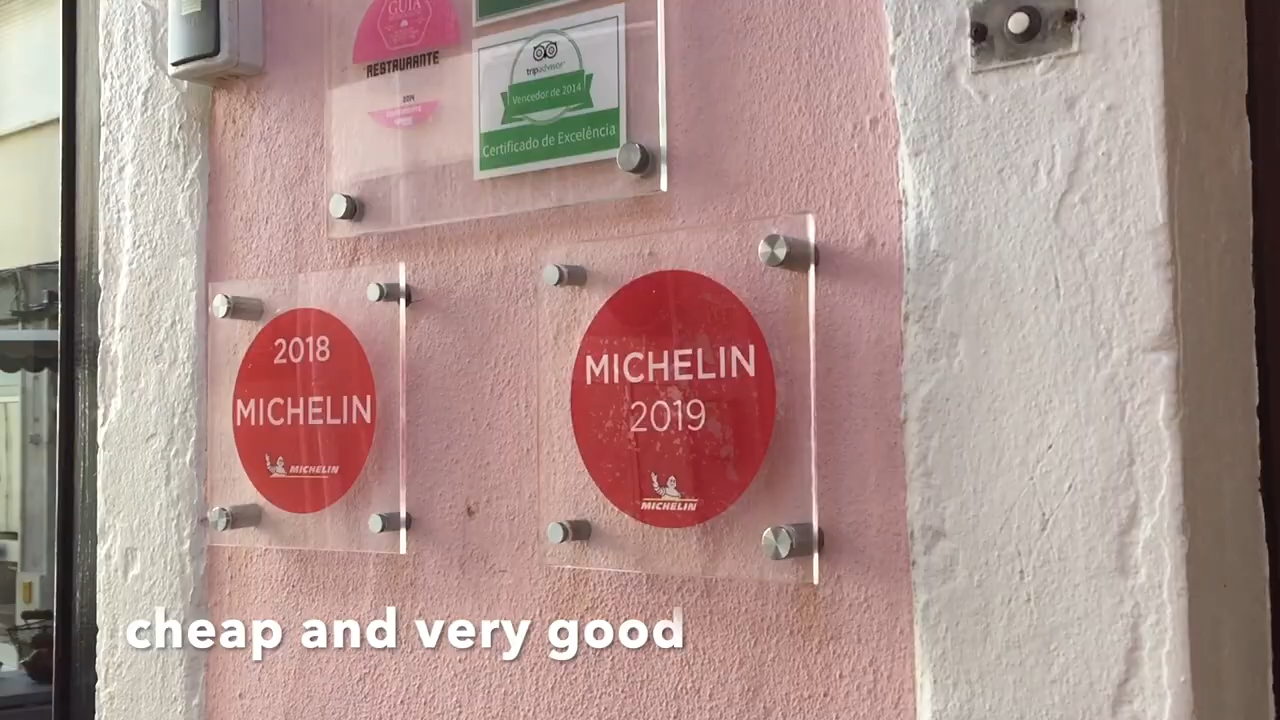 GUIA
RESTAURANTE
2014
tripadvisor
Vencedor de 2014
Certificado de Excelência
2018
MICHELIN
MICHELIN
MICHELIN
2019
MICHELIN
cheap and very good